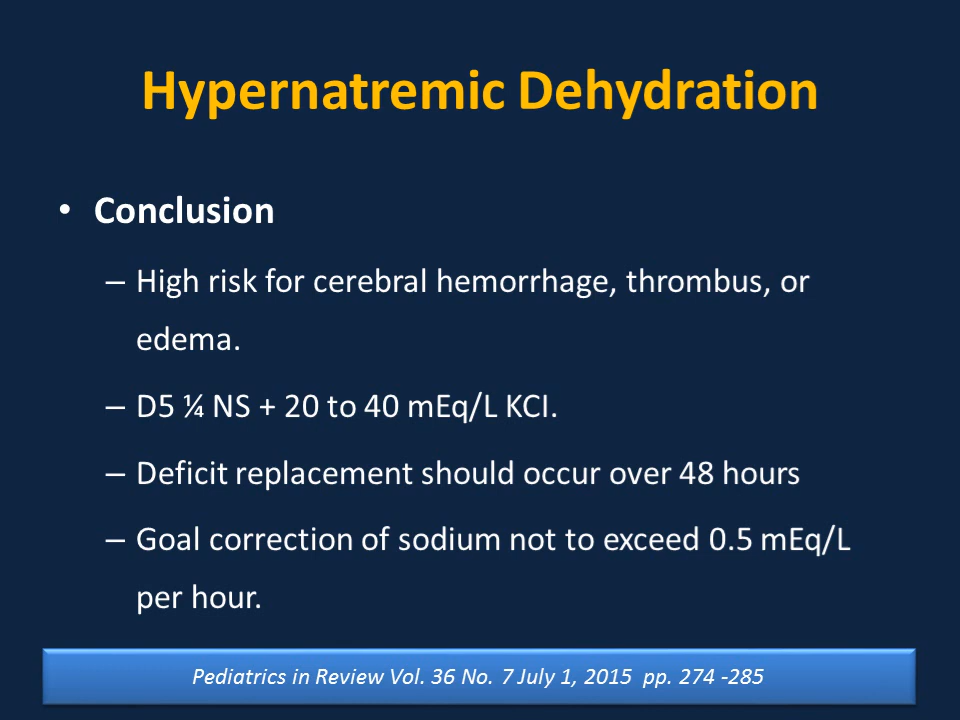 Hypernatremic Dehydration
• Conclusion
– High risk for cerebral hemorrhage, thrombus, or
edema.
– D5 ¼ NS + 20 to 40 mEq/L KCl.
– Deficit replacement should occur over 48 hours
– Goal correction of sodium not to exceed 0.5 mEq/L
per hour.
Pediatrics in Review Vol. 36 No. 7 July 1, 2015 pp. 274 -285